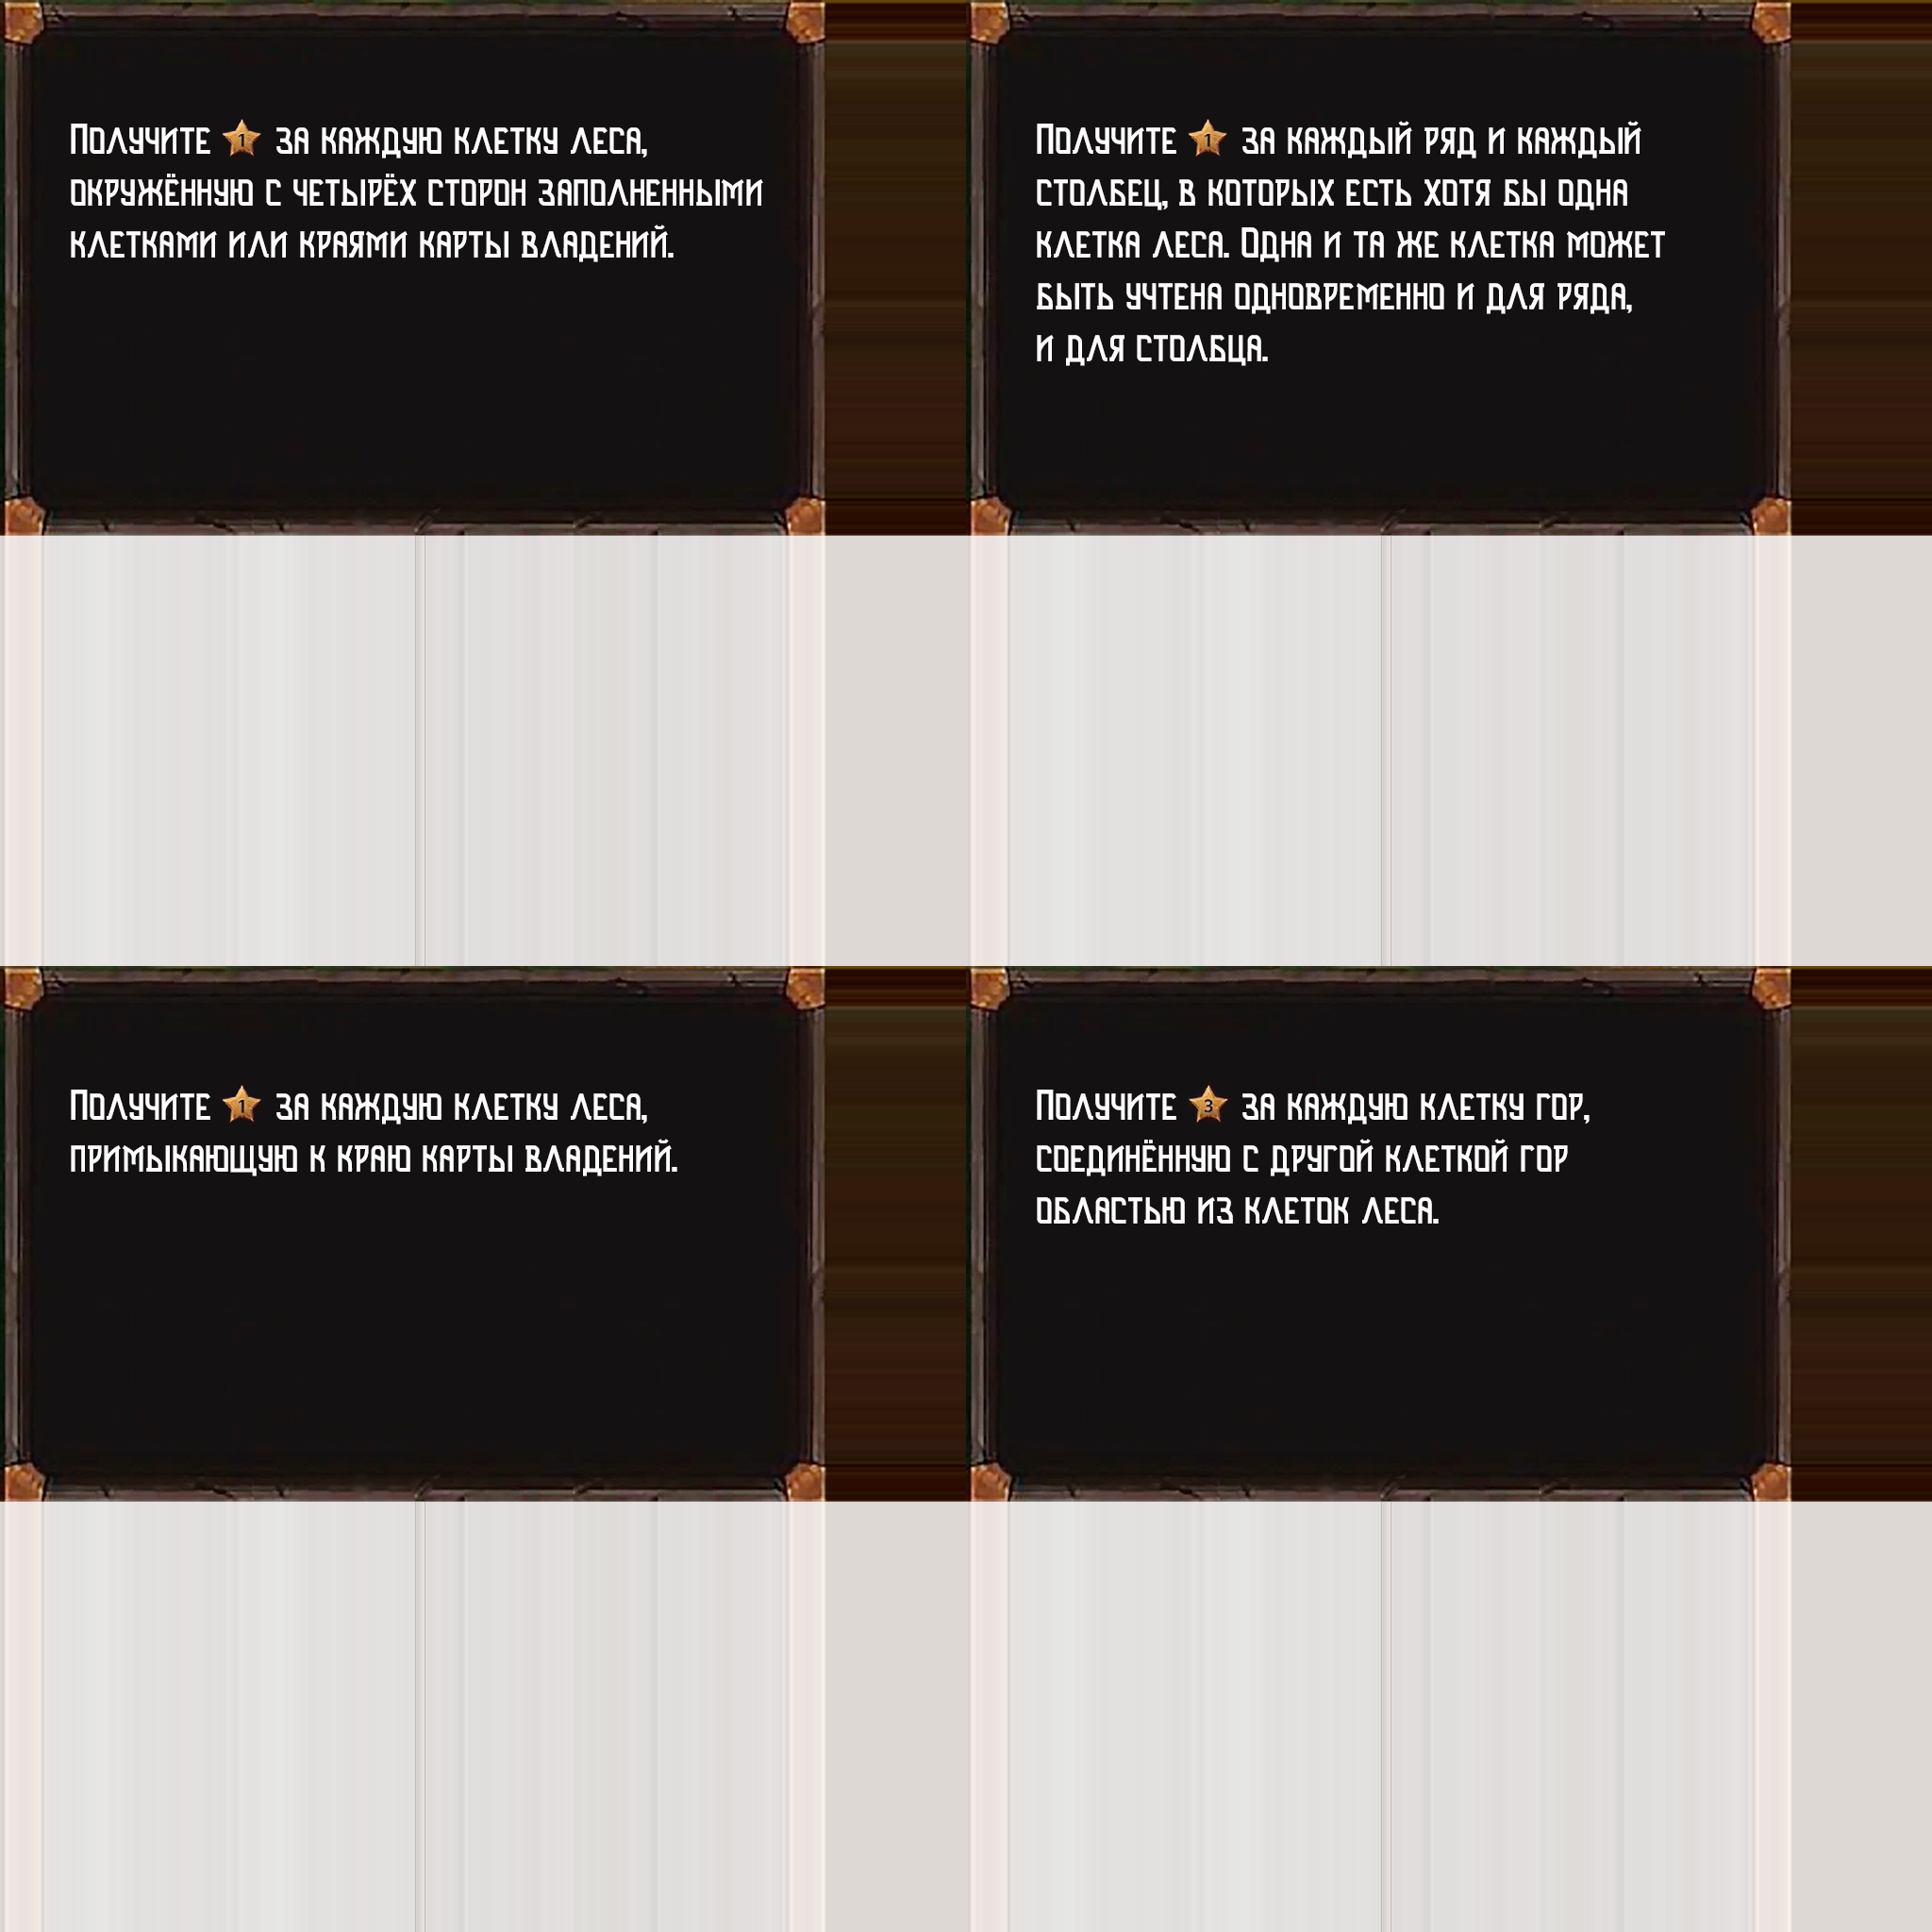 Получите 1 за каждую клетку леса,
окружённую с четырёх сторон заполненными
клетками или краями карты владений.
Получите 1 за каждый ряд и каждый
столбец, в которых есть хотя бы одна
клетка леса. Одна и та же клетка может
быть учтена одновременно и для ряда,
и для столбца.
Получите 1 за каждую клетку леса,
примыкающую к краю карты владений.
Получите 3 за каждую клетку гор,
соединённую с другой клеткой гор
областью из клеток леса.